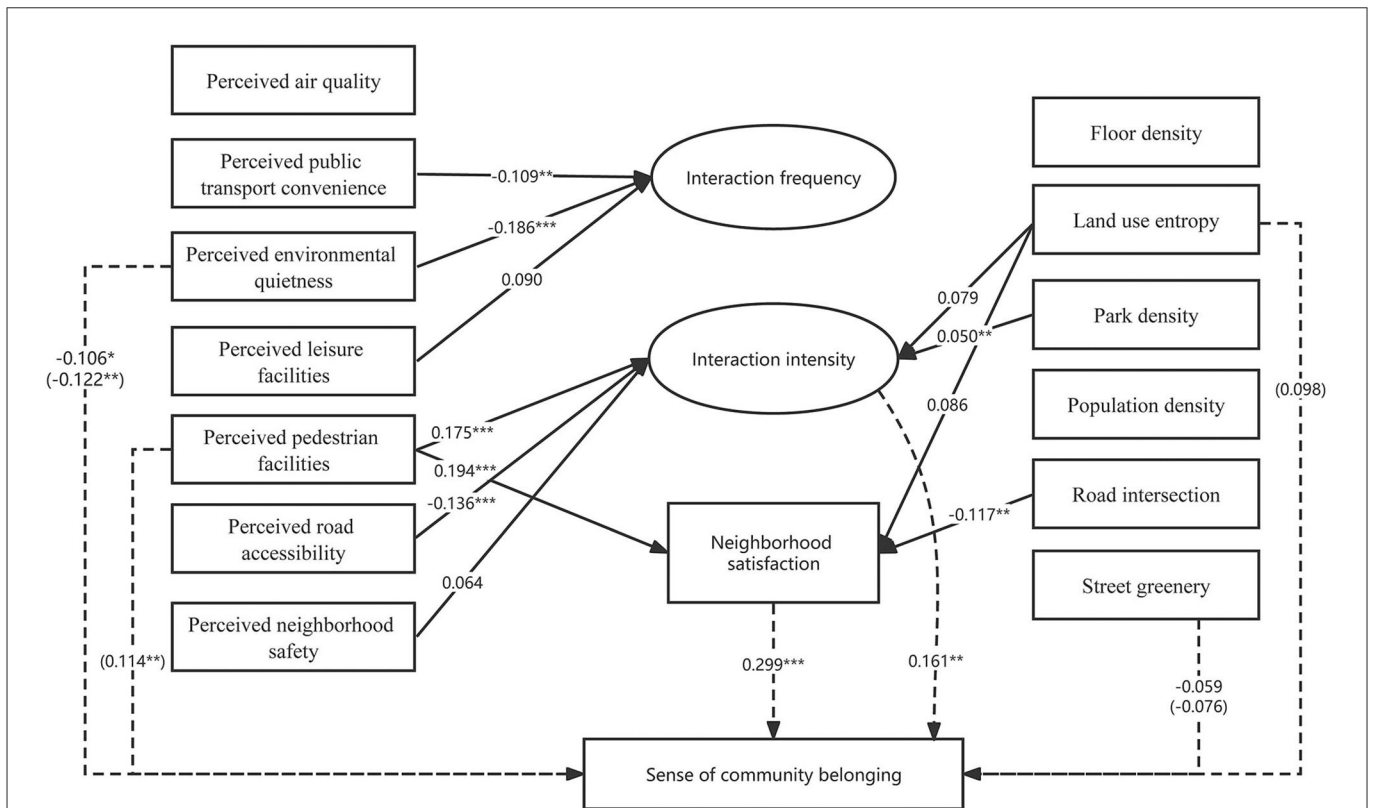 Perceived air quality
Perceived public
transport convenience
Perceived environmental
quietness
Perceived leisure
facilities
Perceived pedestrian
facilities
Perceived road
accessibility
Perceived neighborhood
safety
-0.106*
(-0.122**)
(0.114**)
-0.109**
-0.186***
0.090
0.175***
0.194***
-0.136***
0.064
Interaction frequency
Interaction intensity
Neighborhood
satisfaction
0.299***
0.161**
Sense of community belonging
0.079
0.050**
0.086
-0.117**
Floor density
Land use entropy
Park density
Population density
Road intersection
Street greenery
(0.098)
-0.059
(-0.076)